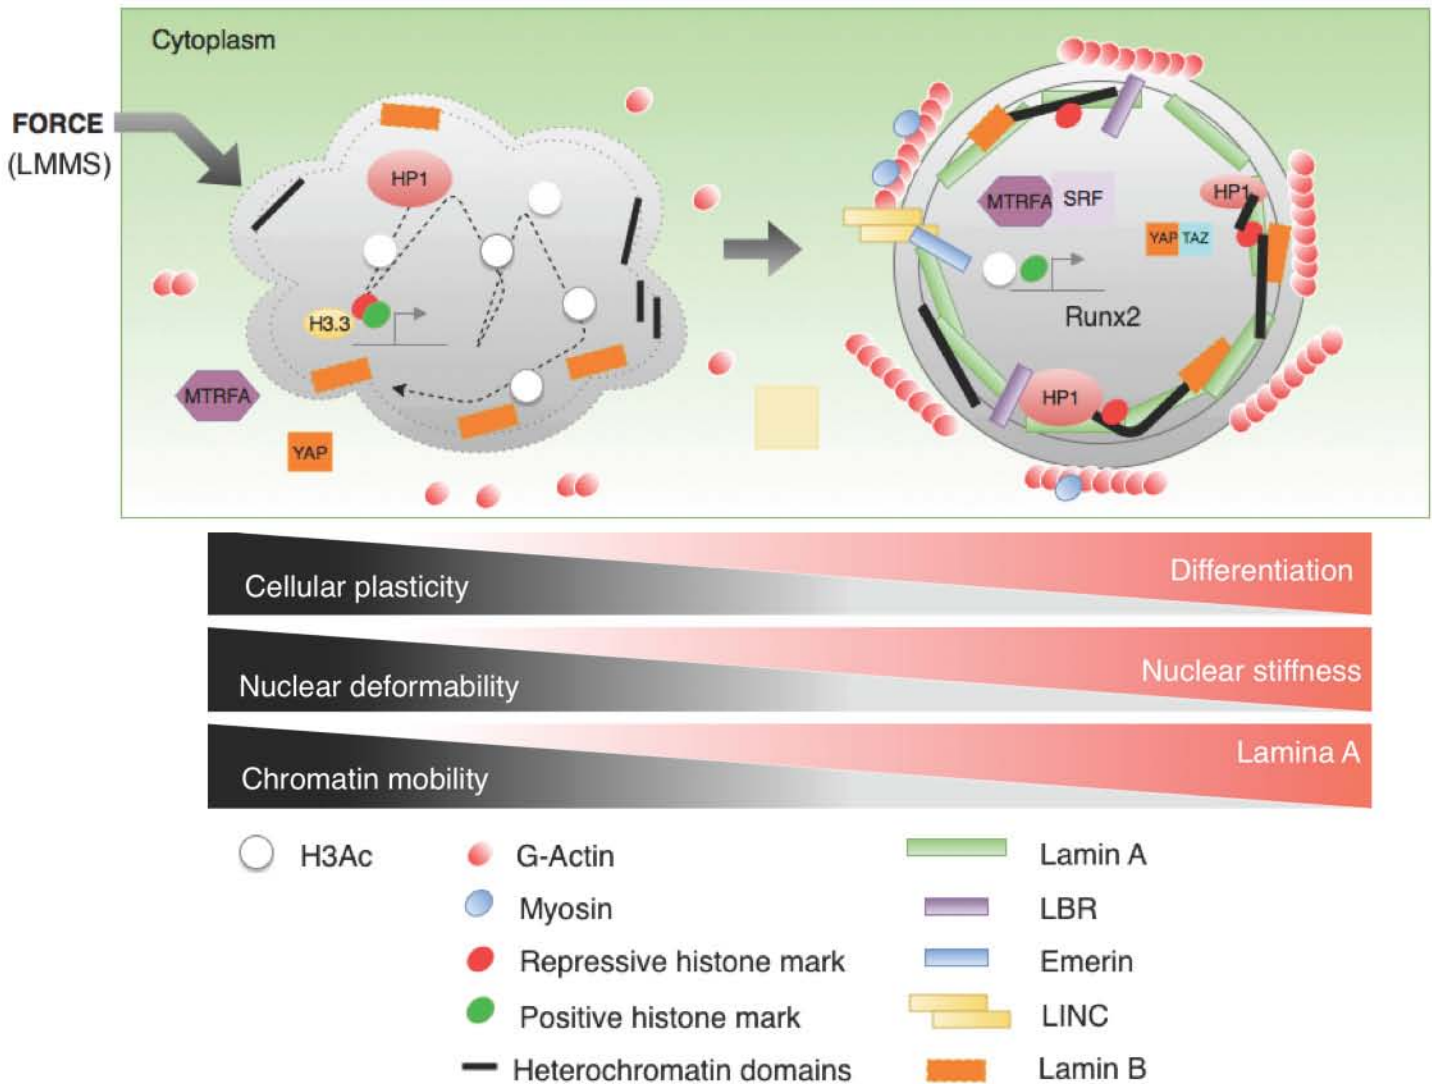 Cytoplasm
FORCE
(LMMS)
HP1
H3.3
MTRFA
YAP
MTRFA
SRF
HP1
YAP TAZ
Runx2
HP1
Cellular plasticity
Differentiation
Nuclear deformability
Nuclear stiffness
Chromatin mobility
Lamina A
H3Ac
G-Actin
Lamin A
Myosin
LBR
Repressive histone mark
Emerin
Positive histone mark
LINC
Heterochromatin domains
Lamin B